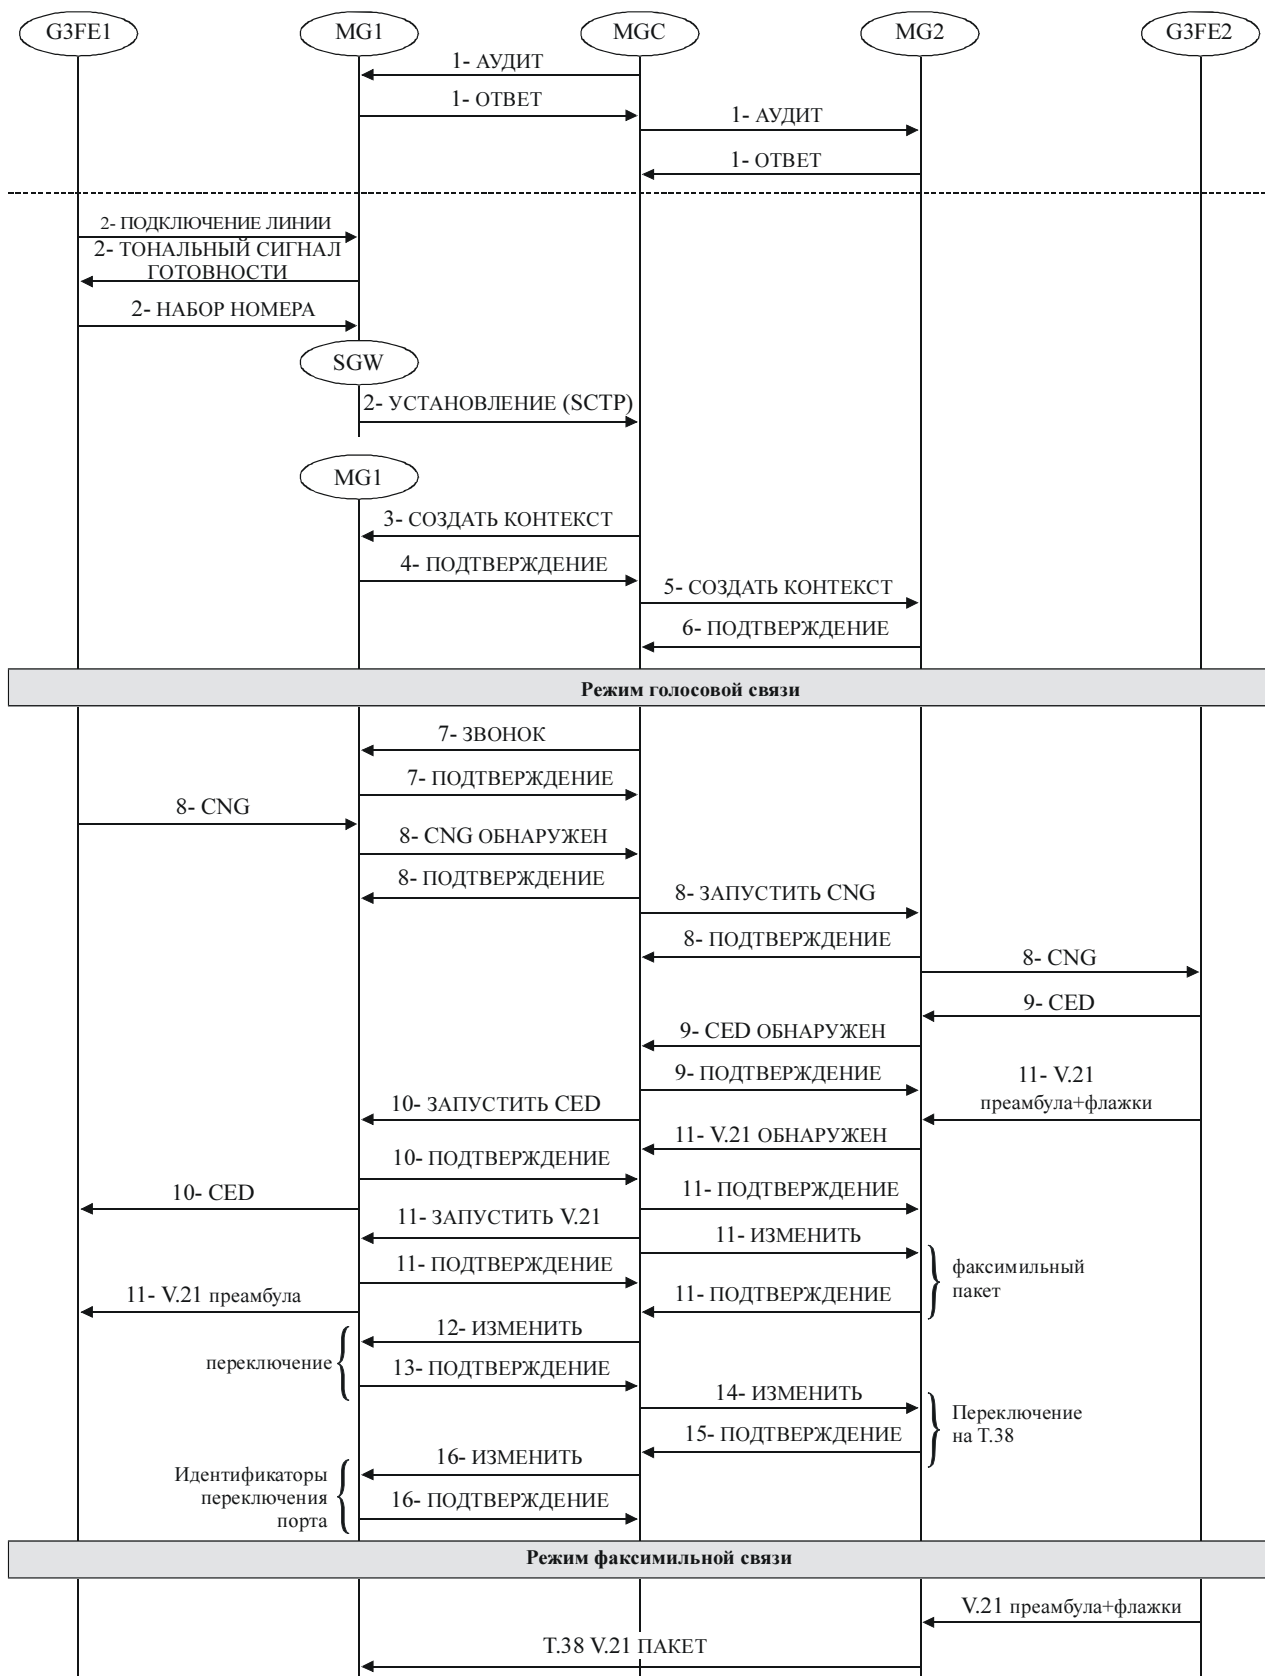 G3FE1 MG1 MGC MG2 G3FE2
1- АУДИТ
1- ОТВЕТ
1- АУДИТ
1- ОТВЕТ
2- ПОДКЛЮЧЕНИЕ ЛИНИИ
2- ТОНАЛЬНЫЙ СИГНАЛ
ГОТОВНОСТИ
2- НАБОР НОМЕРА
SGW
2- УСТАНОВЛЕНИЕ (SCTP)
MG1
3- СОЗДАТЬ КОНТЕКСТ
4- ПОДТВЕРЖДЕНИЕ
5- СОЗДАТЬ КОНТЕКСТ
6- ПОДТВЕРЖДЕНИЕ
Режим голосовой связи
7- ЗВОНОК
7- ПОДТВЕРЖДЕНИЕ
8- CNG
8- CNG ОБНАРУЖЕН
8- ПОДТВЕРЖДЕНИЕ
8- ЗАПУСТИТЬ CNG
8- ПОДТВЕРЖДЕНИЕ
8- CNG
9- CED
9- CED ОБНАРУЖЕН
9- ПОДТВЕРЖДЕНИЕ
11- V.21
преамбула+флажки
10- ЗАПУСТИТЬ CED
11- V.21 ОБНАРУЖЕН
10- ПОДТВЕРЖДЕНИЕ
10- CED
11- ПОДТВЕРЖДЕНИЕ
11- ЗАПУСТИТЬ V.21
11- ИЗМЕНИТЬ
11- ПОДТВЕРЖДЕНИЕ
факсимильный
пакет
11- V.21 преамбула
11- ПОДТВЕРЖДЕНИЕ
12- ИЗМЕНИТЬ
переключение
13- ПОДТВЕРЖДЕНИЕ
14- ИЗМЕНИТЬ
Переключение
на T.38
15- ПОДТВЕРЖДЕНИЕ
16- ИЗМЕНИТЬ
Идентификаторы
переключения
порта
16- ПОДТВЕРЖДЕНИЕ
Режим факсимильной связи
V.21 преамбула+флажки
T.38 V.21 ПАКЕТ